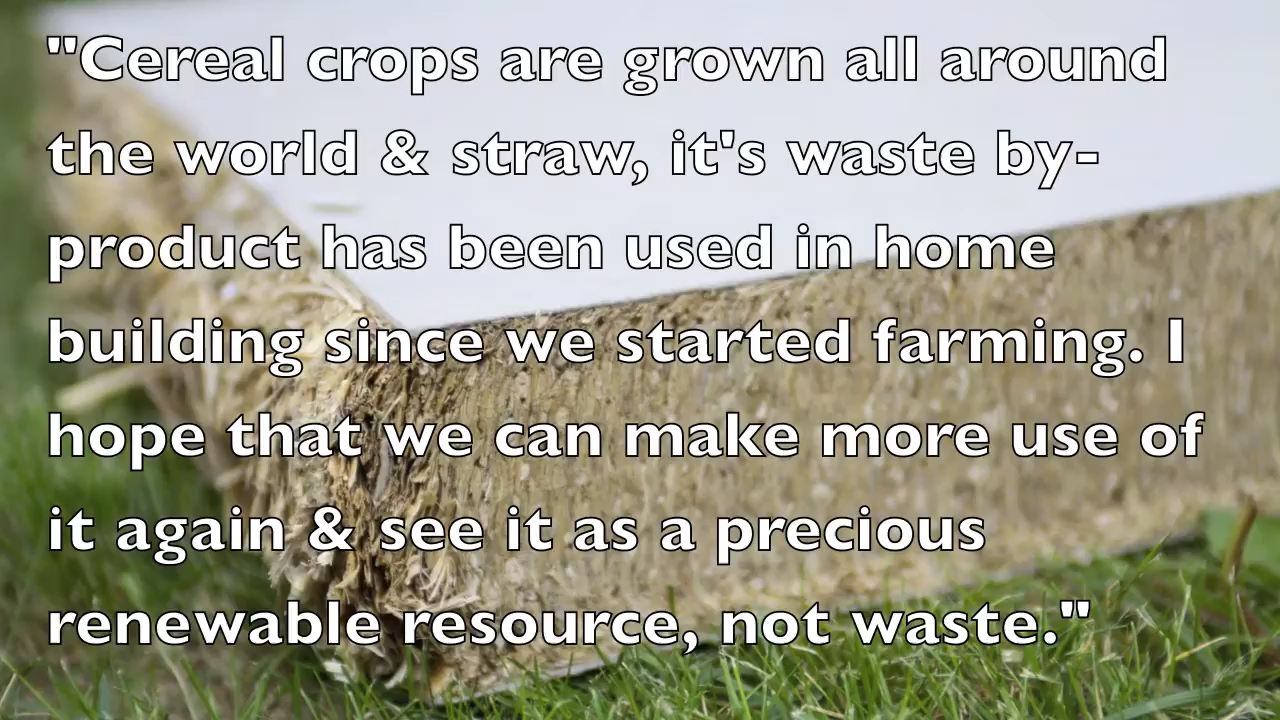 "Cereal crops are grown all around
the world & straw, it's waste by-
product has been used in home
building since we started farming. I
hope that we can make more use of
it again & see it as a precious
renewable resource, not waste."